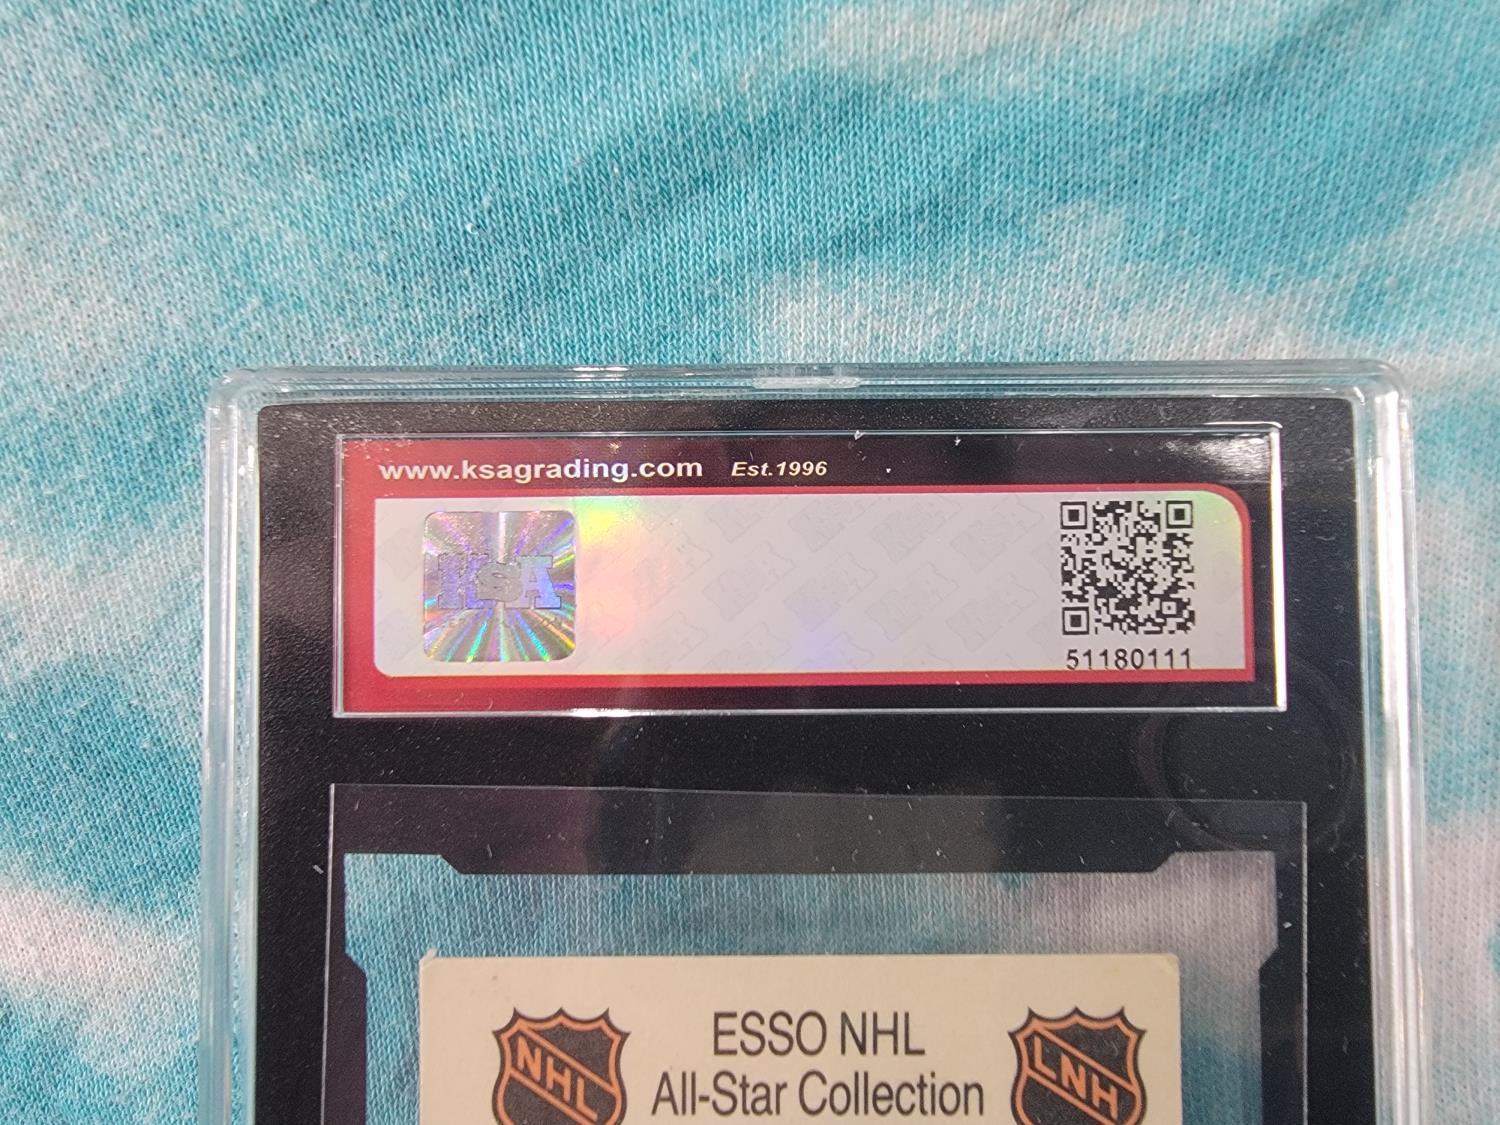 www.ksagrading.com Est.1996
KSA
51180111
ESSO NHL
All-Star Collection
NHL
LNH